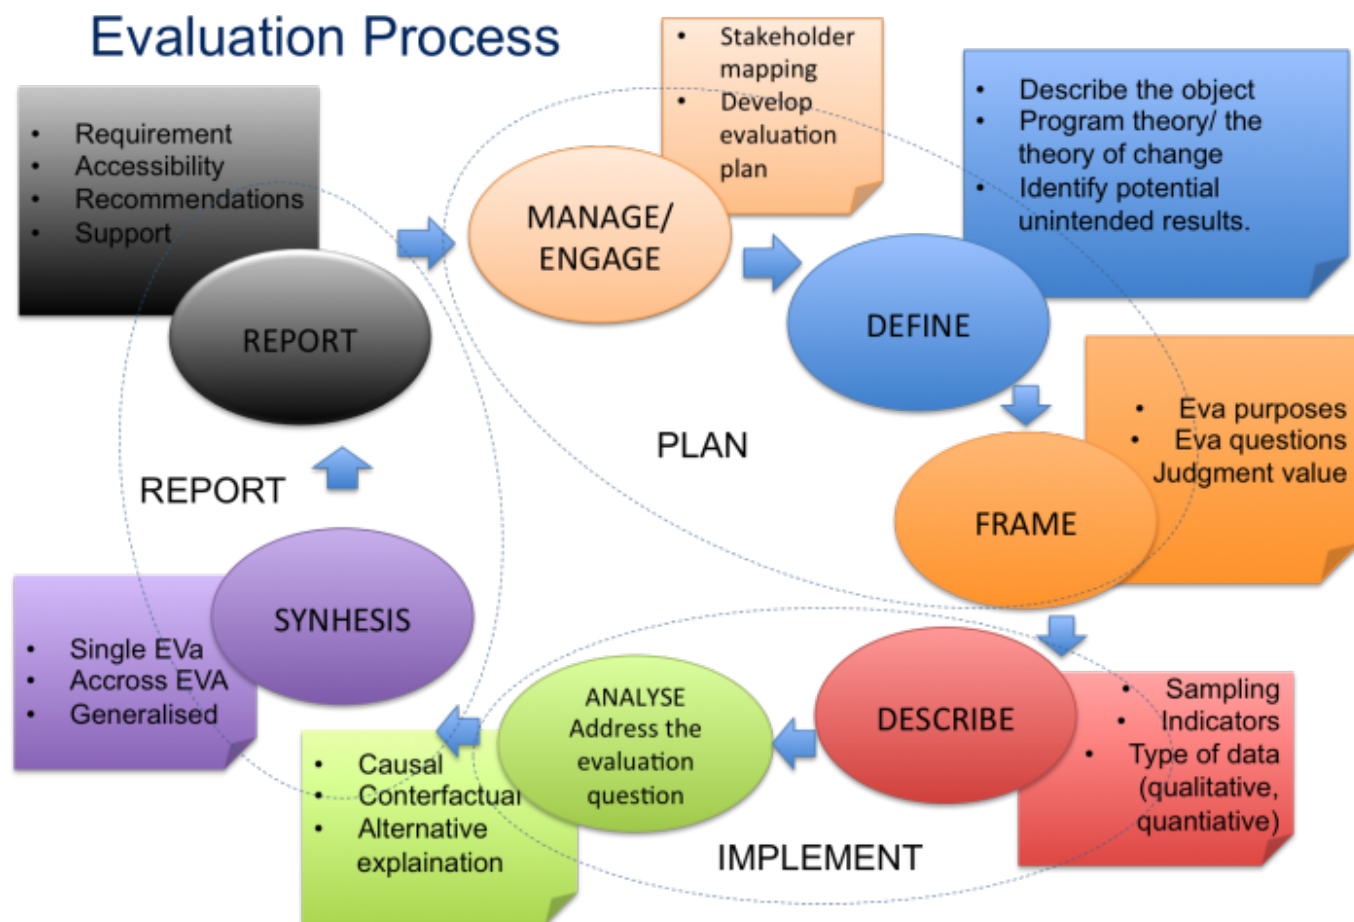 Evaluation Process
• Requirement
• Accessibility
• Recommendations
• Support
REPORT
• Stakeholder
mapping
• Develop
evaluation
plan
MANAGE/
ENGAGE
• Describe the object
• Program theory/ the
theory of change
• Identify potential
unintended results.
DEFINE
• Eva purposes
• Eva questions
Judgment value
FRAME
PLAN
• Sampling
• Indicators
• Type of data
(qualitative,
quantiative)
DESCRIBE
ANALYSE
Address the
evaluation
question
• Causal
• Conterfactual
• Alternative
explaination
IMPLEMENT
SYNHESIS
• Single EVa
• Accross EVA
• Generalised
REPORT